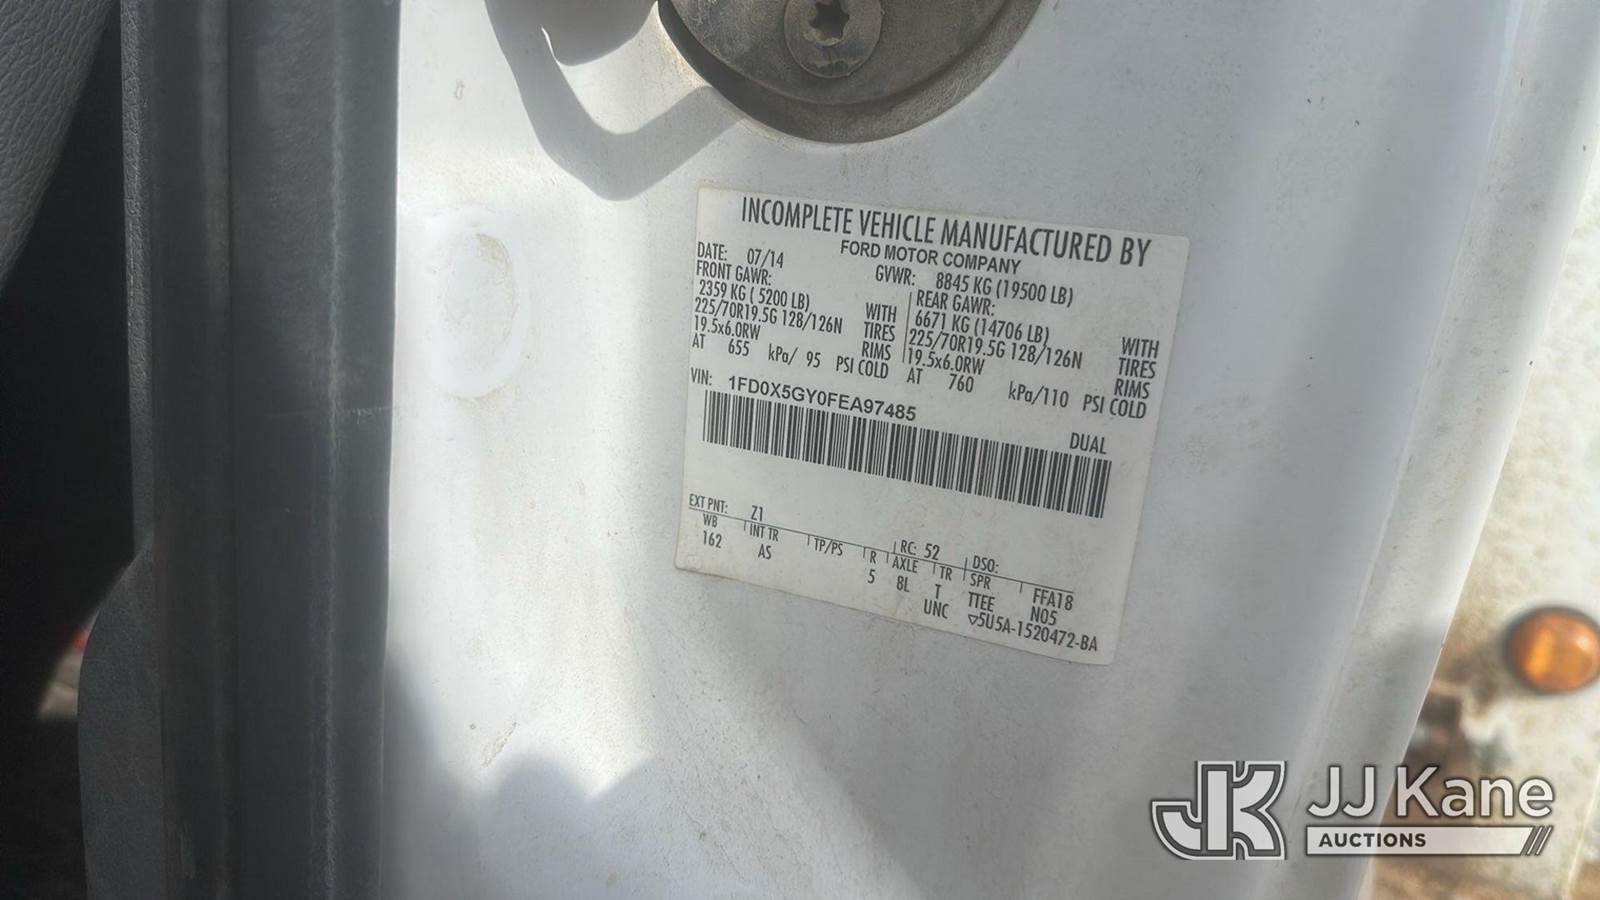 INCOMPLETE VEHICLE MANUFACTURED BY
FORD MOTOR COMPANY
DATE: 07/14 GVWR: 8845 KG (19500 LB)
FRONT GAWR: REAR GAWR:
2359 KG ( 5200 LB) WITH 6671 KG (14706 LB) WITH
225/70R19.5G 128/126N TIRES 225/70R19.5G 128/126N TIRES
19.5x6.0RW RIMS 19.5x6.0RW RIMS
AT 655 kPa/ 95 PSI COLD AT 760 kPa/110 PSI COLD
VIN: 1FD0X5GY0FEA97485
DUAL
EXT PNT: Z1 RC: 52 DSO:
WB INT TR TP/PS R AXLE TR SPR FFA18
162 AS 5 8L T TTEE N05
UNC ▽5U5A-1520472-BA
JK JJ Kane
AUCTIONS